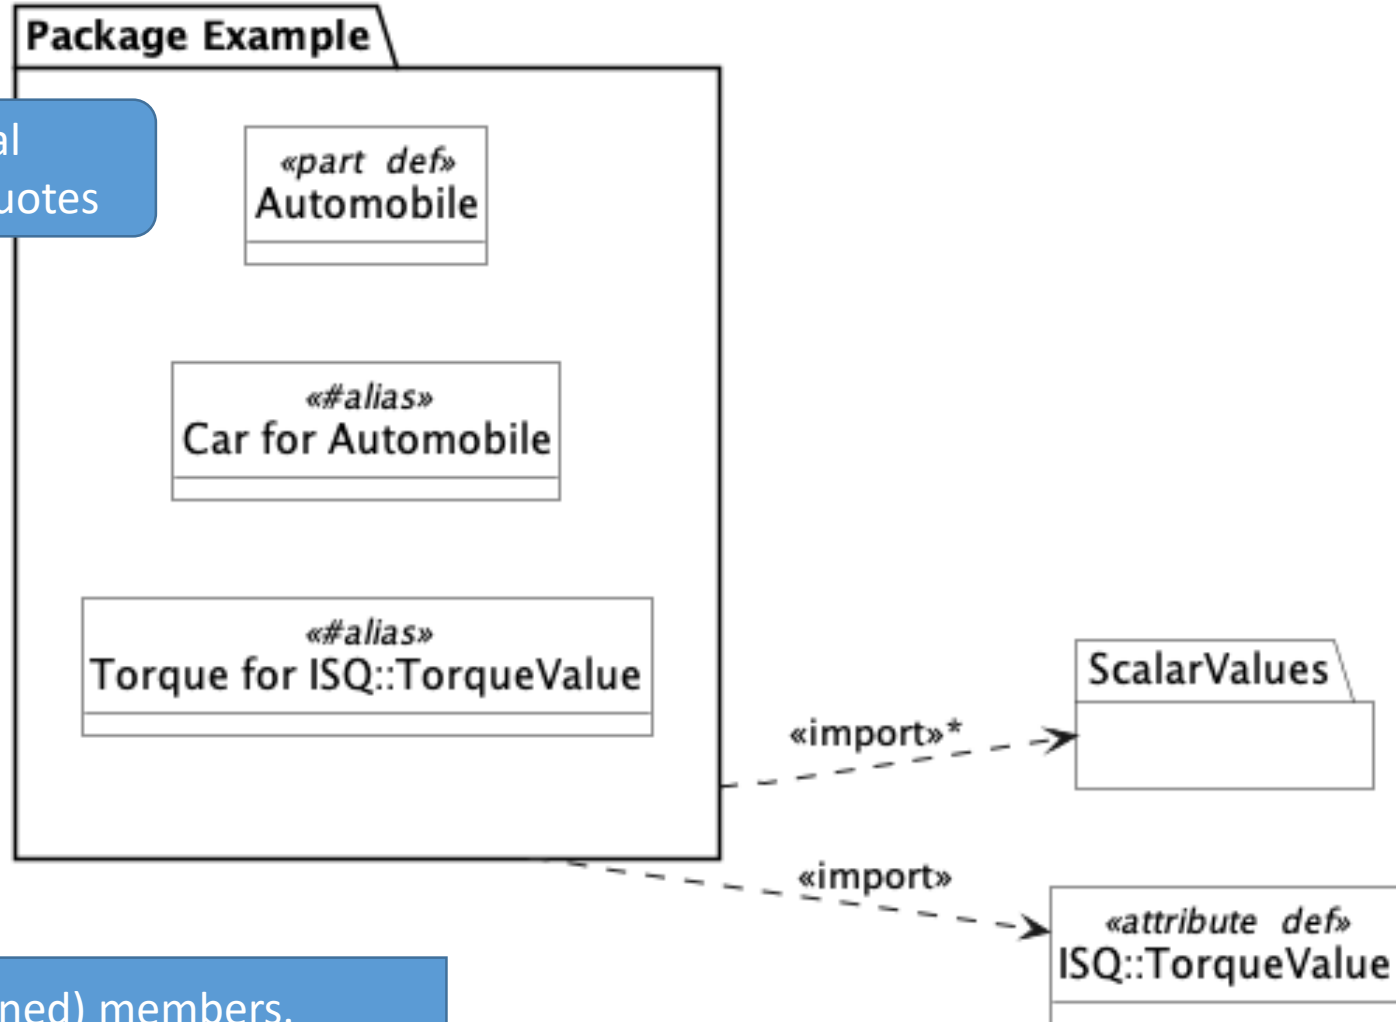 Package Example
al
uotes
«part def»
Automobile
«#alias»
Car for Automobile
«#alias»
Torque for ISQ::TorqueValue
ScalarValues
«import»*
«import»
«attribute def»
ISQ::TorqueValue
ned) members.